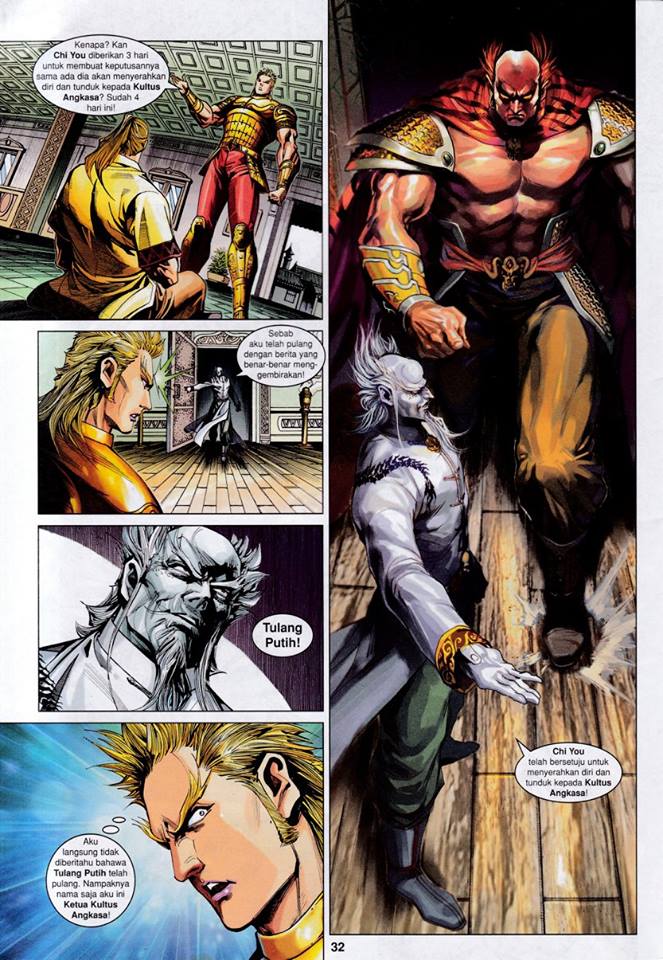 Kenapa? Kan
Chi You diberikan 3 hari
untuk membuat keputusannya
sama ada dia akan menyerahkan
diri dan tunduk kepada Kultus
Angkasa? Sudah 4
hari ini!
Sebab
aku telah pulang
dengan berita yang
benar-benar meng-
gembirakan!
Tulang
Putih!
Aku
langsung tidak
diberitahu bahawa
Tulang Putih telah
pulang. Nampaknya
nama saja aku ini
Ketua Kultus
Angkasa!
Chi You
telah bersetuju untuk
menyerahkan diri dan
tunduk kepada Kultus
Angkasa!
32